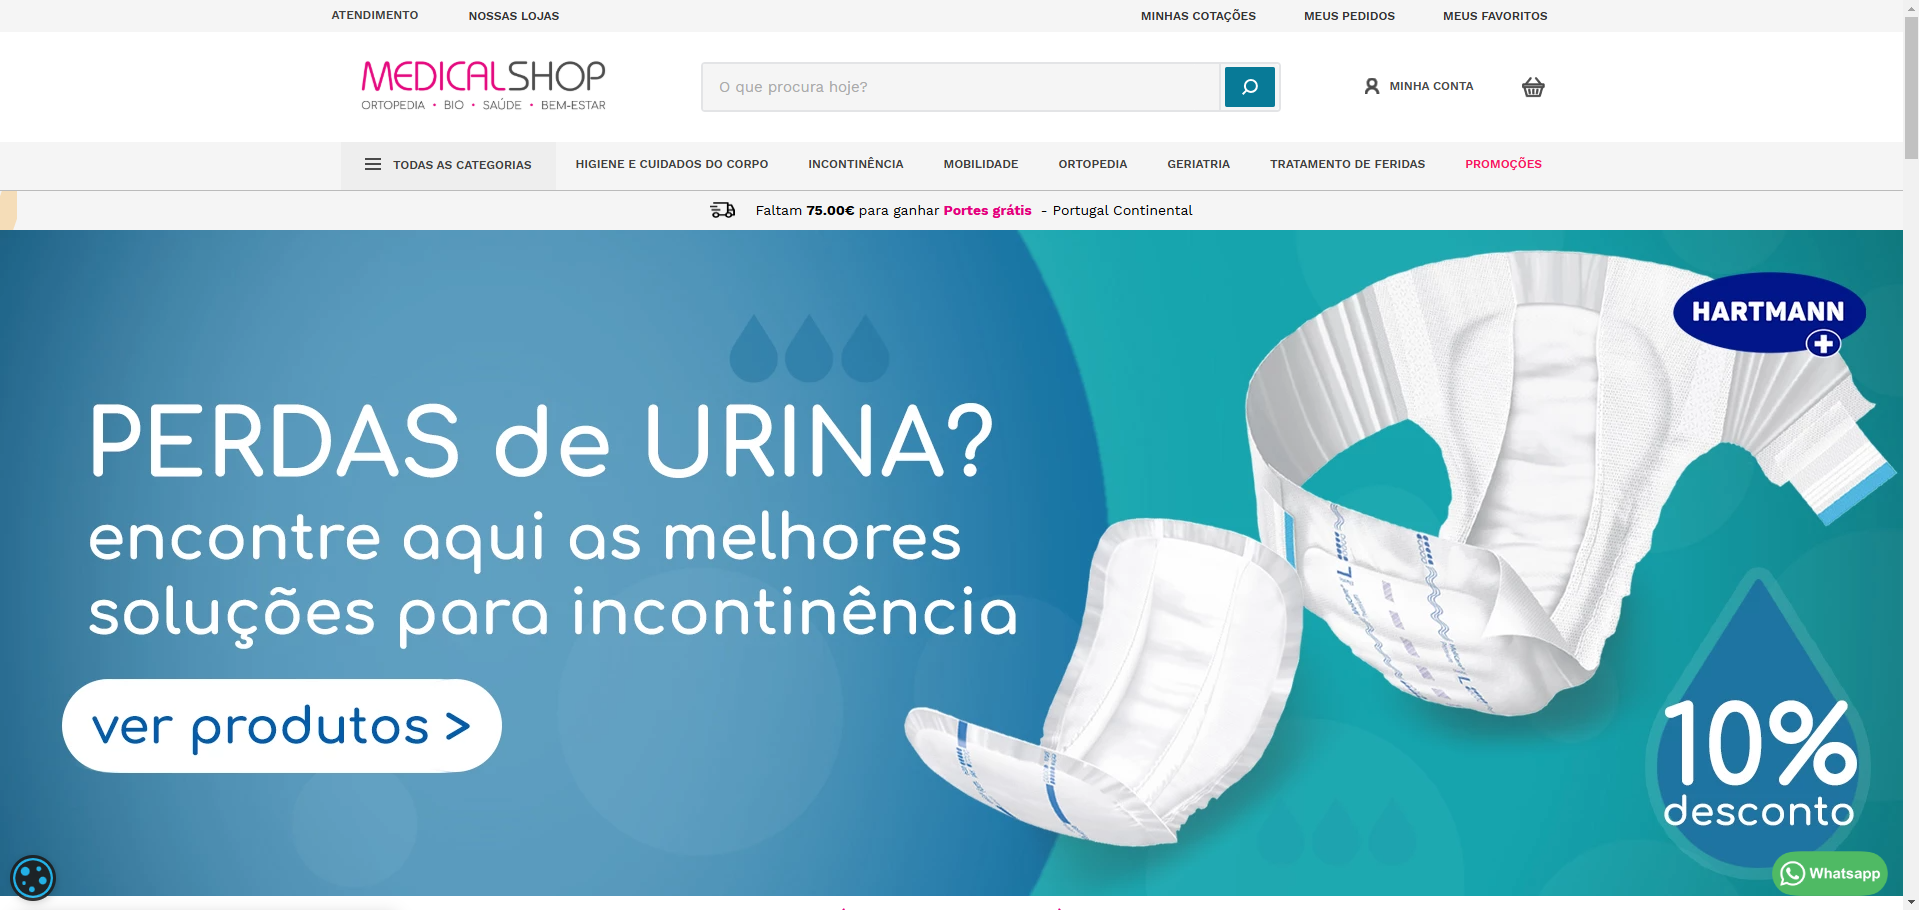 ATENDIMENTO
NOSSAS LOJAS
MINHAS COTAÇÕES
MEUS PEDIDOS
MEUS FAVORITOS
MEDICALSHOP
ORTOPEDIA • BIO • SAÚDE • BEM-ESTAR
O que procura hoje?
MINHA CONTA
TODAS AS CATEGORIAS
HIGIENE E CUIDADOS DO CORPO
INCONTINÊNCIA
MOBILIDADE
ORTOPEDIA
GERIATRIA
TRATAMENTO DE FERIDAS
PROMOÇÕES
Faltam 75.00€ para ganhar Portes grátis - Portugal Continental
HARTMANN
PERDAS de URINA?
encontre aqui as melhores
soluções para incontinência
ver produtos >
10%
desconto
Whatsapp